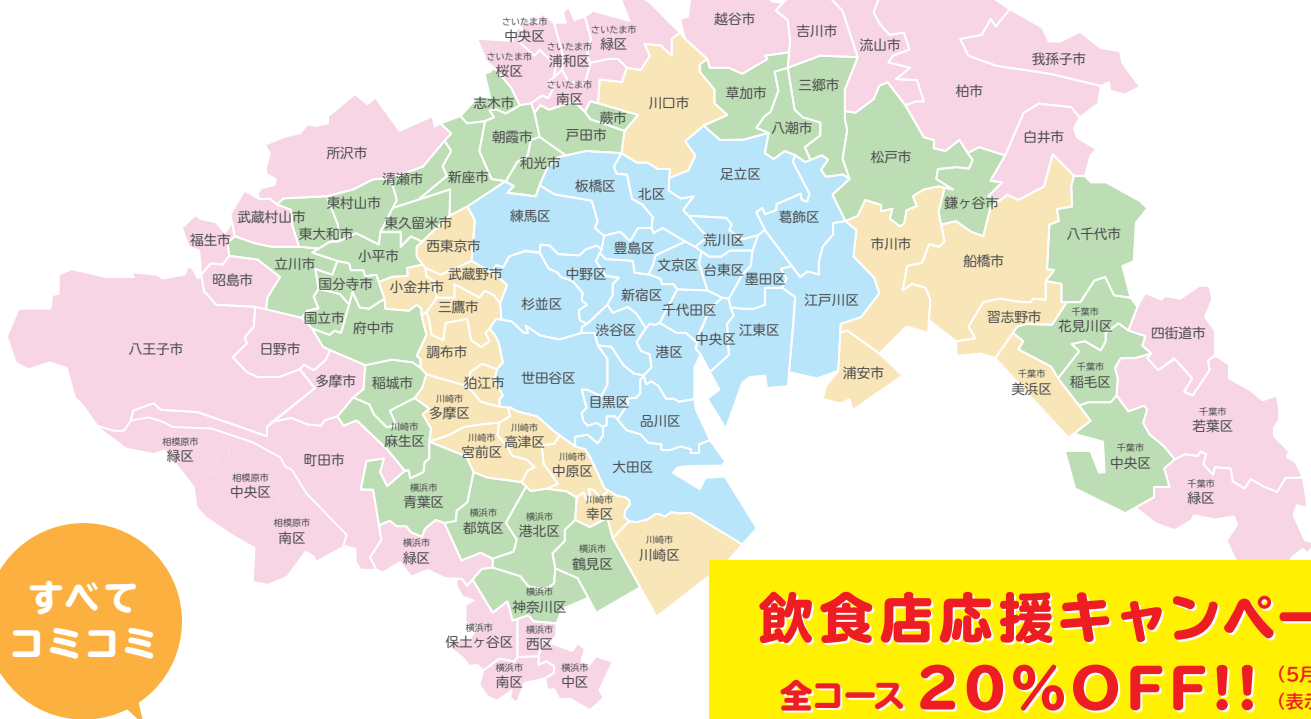 さいたま市
中央区
さいたま市
浦和区
さいたま市
緑区
さいたま市
桜区
さいたま市
南区
越谷市
吉川市
流山市
我孫子市
柏市
白井市
川口市
草加市
三郷市
八潮市
松戸市
志木市
朝霞市
戸田市
蕨市
和光市
所沢市
清瀬市
新座市
東村山市
東久留米市
武蔵村山市
東大和市
福生市
立川市
小平市
西東京市
昭島市
国分寺市
小金井市
武蔵野市
国立市
府中市
三鷹市
八王子市
日野市
調布市
多摩市
稲城市
狛江市
板橋区
北区
足立区
練馬区
葛飾区
豊島区
荒川区
中野区
文京区
台東区
墨田区
杉並区
新宿区
千代田区
江戸川区
渋谷区
港区
中央区
江東区
世田谷区
目黒区
品川区
大田区
市川市
鎌ヶ谷市
船橋市
八千代市
習志野市
千葉市
花見川区
四街道市
浦安市
千葉市
美浜区
千葉市
稲毛区
千葉市
若葉区
千葉市
中央区
千葉市
緑区
川崎市
多摩区
川崎市
麻生区
川崎市
宮前区
川崎市
高津区
川崎市
中原区
川崎市
幸区
川崎市
川崎区
相模原市
緑区
相模原市
中央区
相模原市
南区
町田市
横浜市
青葉区
横浜市
都筑区
横浜市
港北区
横浜市
緑区
横浜市
鶴見区
横浜市
神奈川区
横浜市
保土ヶ谷区
横浜市
西区
横浜市
南区
横浜市
中区
すべて
コミコミ
飲食店応援キャンペー
全コース 20%OFF!!
(5月
(表示